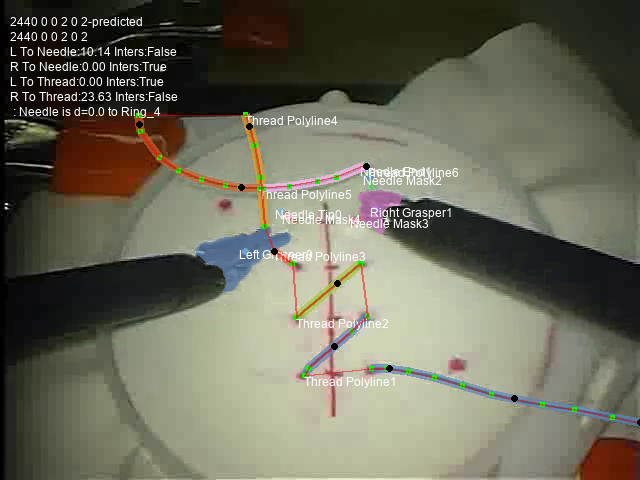 2440 0 0 2 0 2-predicted
2440 0 0 2 0 2
L To Needle:10.14 Inters:False
R To Needle:0.00 Inters:True
L To Thread:0.00 Inters:True
R To Thread:23.63 Inters:False
: Needle is d=0.0 to Ring_4
Thread Polyline4
Thread Polyline6
Needle Mask2
Thread Polyline5
Right Grasper1
Needle Mask4
Needle Mask3
Left Grasper0
Thread Polyline3
Thread Polyline2
Thread Polyline1